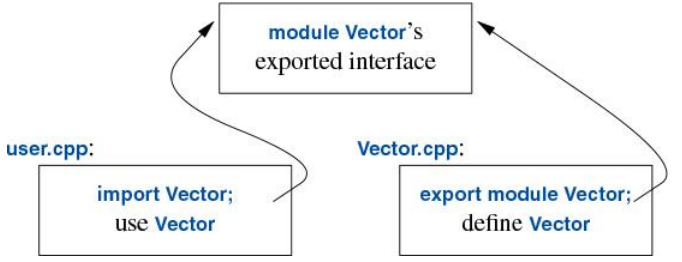 module Vector's
exported interface
user.cpp:
Vector.cpp:
import Vector;
use Vector
export module Vector;
define Vector